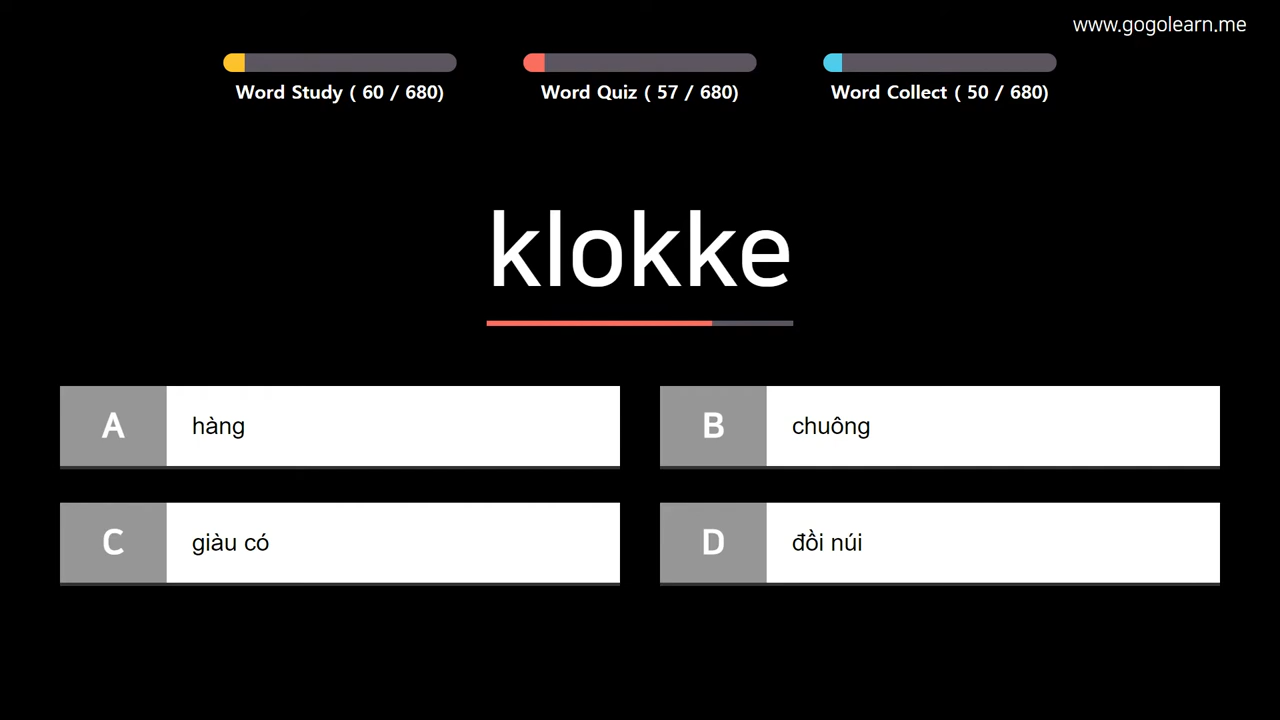 www.gogolearn.me
Word Study ( 60 / 680)
Word Quiz ( 57 / 680)
Word Collect ( 50 / 680)
klokke
A hàng
B chuông
C giàu có
D đồi núi